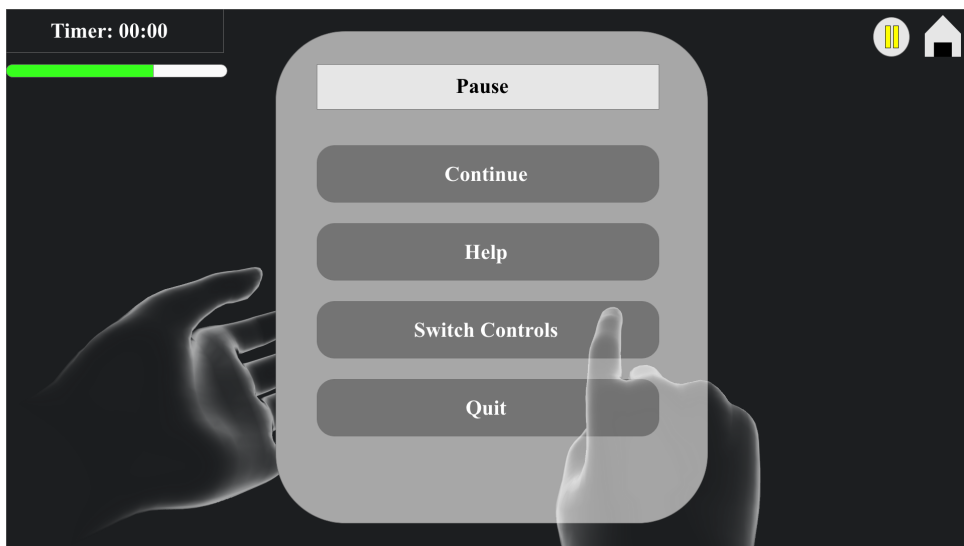 Timer: 00:00
Pause
Continue
Help
Switch Controls
Quit